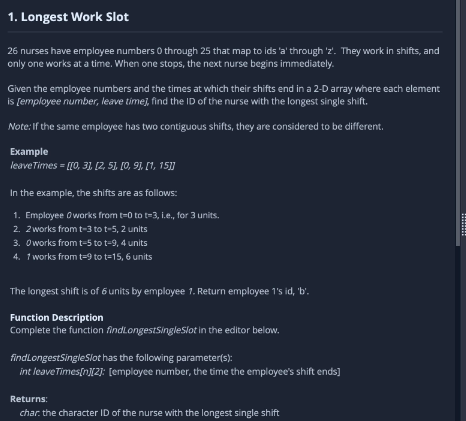 1. Longest Work Slot
26 nurses have employee numbers 0 through 25 that map to ids 'a' through 'z'. They work in shifts, and
only one works at a time. When one stops, the next nurse begins immediately.
Given the employee numbers and the times at which their shifts end in a 2-D array where each element
is [employee number, leave time], find the ID of the nurse with the longest single shift.
Note: If the same employee has two contiguous shifts, they are considered to be different.
Example
leaveTimes = [[0, 3], [2, 5], [0, 9], [1, 15]]
In the example, the shifts are as follows:
1. Employee 0 works from t=0 to t=3, i.e., for 3 units.
2. 2 works from t=3 to t=5, 2 units
3. 0 works from t=5 to t=9, 4 units
4. 1 works from t=9 to t=15, 6 units
The longest shift is of 6 units by employee 1. Return employee 1's id, 'b'.
Function Description
Complete the function findLongestSingleSlot in the editor below.
findLongestSingleSlot has the following parameter(s):
int leaveTimes[n][2]: [employee number, the time the employee's shift ends]
Returns:
char: the character ID of the nurse with the longest single shift